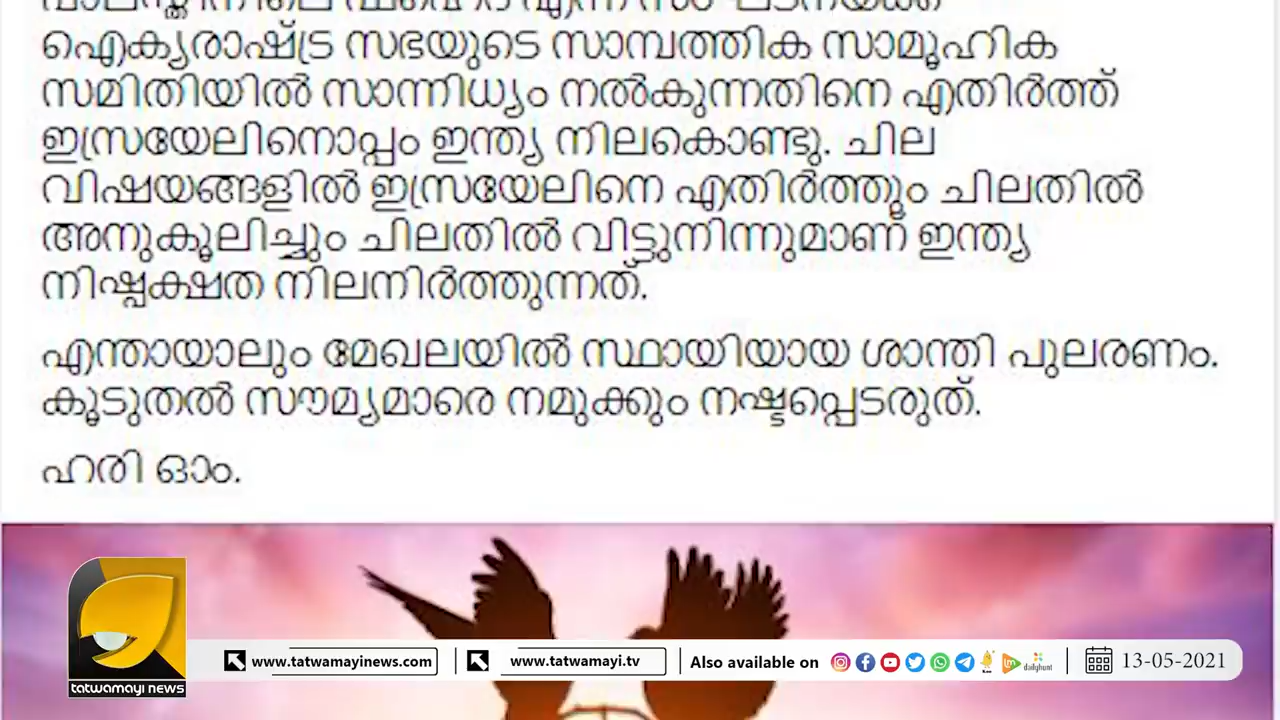 ഐക്യരാഷ്ട്ര സഭയുടെ സാമ്പത്തിക സാമൂഹിക
സമിതിയിൽ സാന്നിധ്യം നൽകുന്നതിനെ എതിർത്ത്
ഇസ്രയേലിനൊപ്പം ഇന്ത്യ നിലകൊണ്ടു. ചില
വിഷയങ്ങളിൽ ഇസ്രയേലിനെ എതിർത്തും ചിലതിൽ
അനുകൂലിച്ചും ചിലതിൽ വിട്ടുനിന്നുമാണ് ഇന്ത്യ
നിഷ്പക്ഷത നിലനിർത്തുന്നത്.
എന്തായാലും മേഖലയിൽ സ്ഥായിയായ ശാന്തി പുലരണം.
കൂടുതൽ സൗമ്യമാരെ നമുക്കും നഷ്ടപ്പെടരുത്.
ഹരി ഓം.
tatwamayi news
www.tatwamayinews.com
www.tatwamayi.tv
Also available on
dailyhunt
13-05-2021